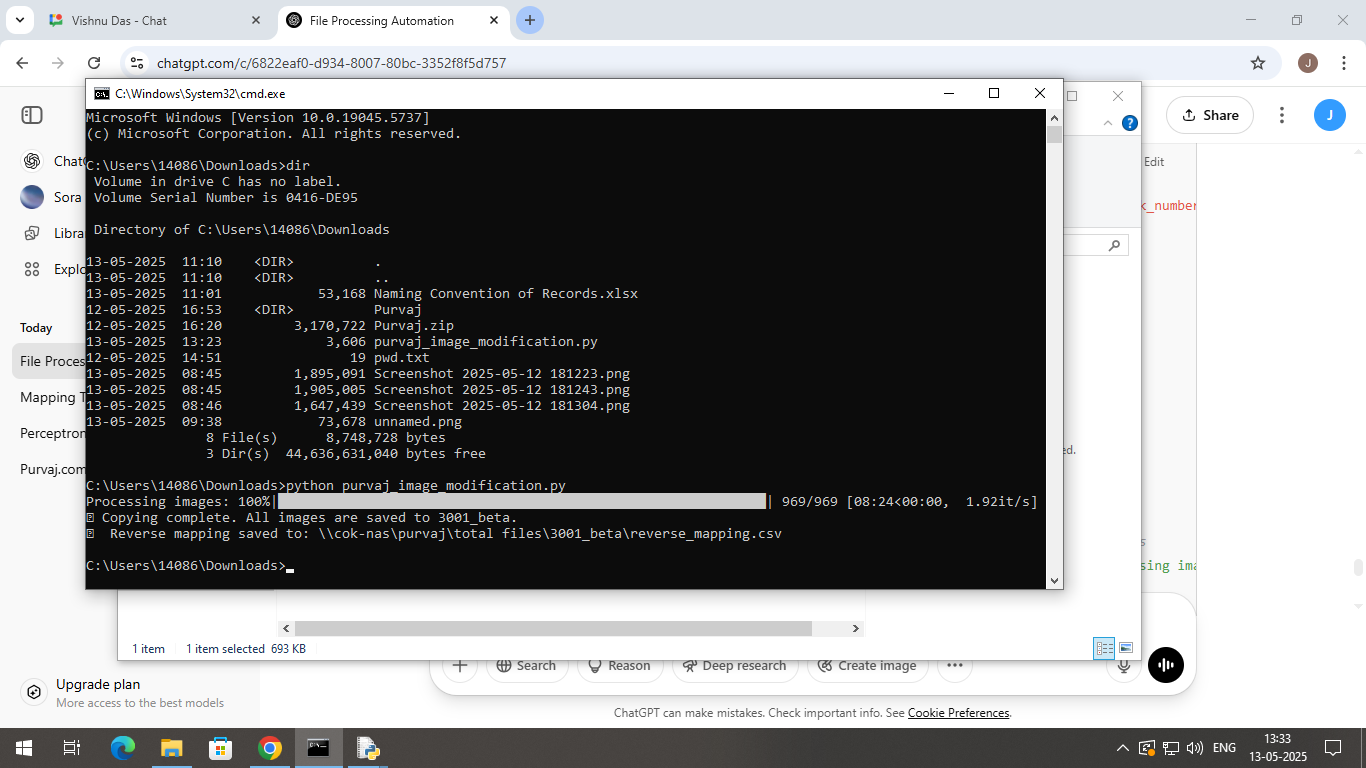 Vishnu Das - Chat
File Processing Automation
chatgpt.com/c/6822eaf0-d934-8007-80bc-3352f8f5d757
J
C:\Windows\System32\cmd.exe
Microsoft Windows [Version 10.0.19045.5737]
(c) Microsoft Corporation. All rights reserved.
C:\Users\14086\Downloads>dir
Volume in drive C has no label.
Volume Serial Number is 0416-DE95
Directory of C:\Users\14086\Downloads
13-05-2025 11:10 <DIR> .
13-05-2025 11:10 <DIR> ..
13-05-2025 11:01 53,168 Naming Convention of Records.xlsx
12-05-2025 16:53 <DIR> Purvaj
12-05-2025 16:20 3,170,722 Purvaj.zip
13-05-2025 13:23 3,606 purvaj_image_modification.py
12-05-2025 14:51 19 pwd.txt
13-05-2025 08:45 1,895,091 Screenshot 2025-05-12 181223.png
13-05-2025 08:45 1,905,005 Screenshot 2025-05-12 181243.png
13-05-2025 08:46 1,647,439 Screenshot 2025-05-12 181304.png
13-05-2025 09:38 73,678 unnamed.png
8 File(s) 8,748,728 bytes
3 Dir(s) 44,636,631,040 bytes free
C:\Users\14086\Downloads>python purvaj_image_modification.py
Processing images: 100%| | 969/969 [08:24<00:00, 1.92it/s]
Copying complete. All images are saved to 3001_beta.
Reverse mapping saved to: \\cok-nas\purvaj\total files\3001_beta\reverse_mapping.csv
C:\Users\14086\Downloads>
Chat
Sora
Libra
Explo
Today
File Proces
Mapping T
Perceptron
Purvaj.com
Upgrade plan
More access to the best models
Share
J
Edit
k_number
ed.
s
sing ima
1 item 1 item selected 693 KB
Search
Reason
Deep research
Create image
ChatGPT can make mistakes. Check important info. See Cookie Preferences.
ENG
13:33
13-05-2025